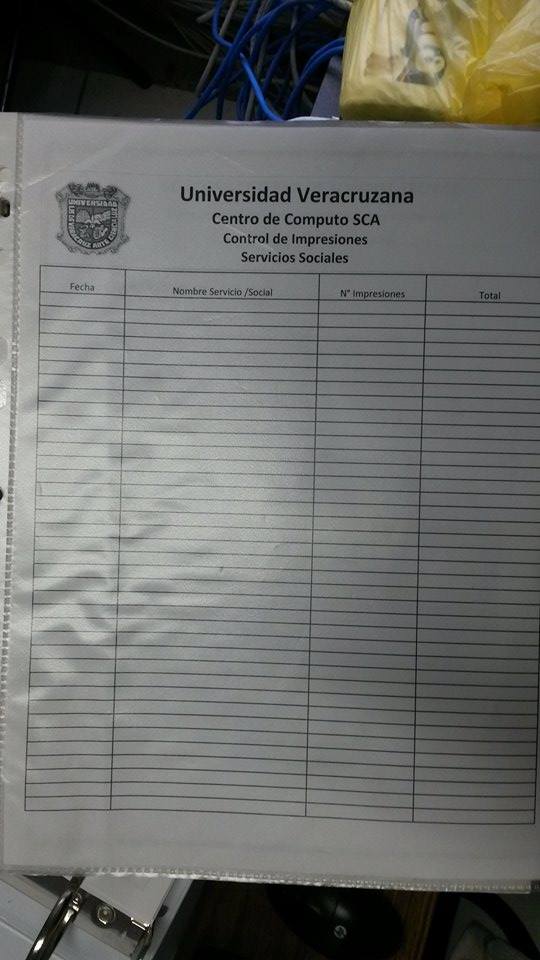 Universidad Veracruzana
Centro de Computo SCA
Control de Impresiones
Servicios Sociales
UNIVERSIDAD
Fecha	Nombre Servicio /Social	N° Impresiones	Total